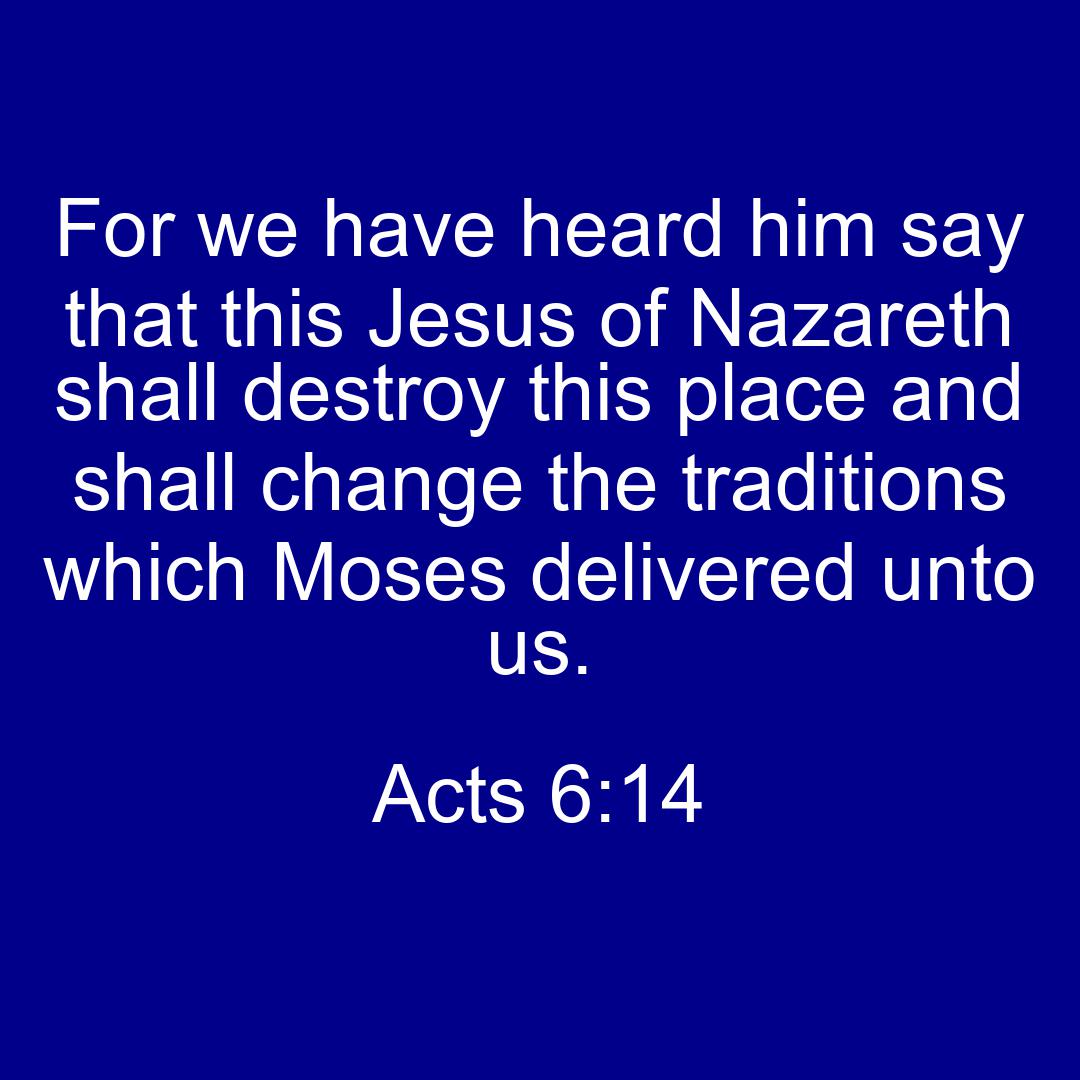 For we have heard him say
that this Jesus of Nazareth
shall destroy this place and
shall change the traditions
which Moses delivered unto
us.
Acts 6:14